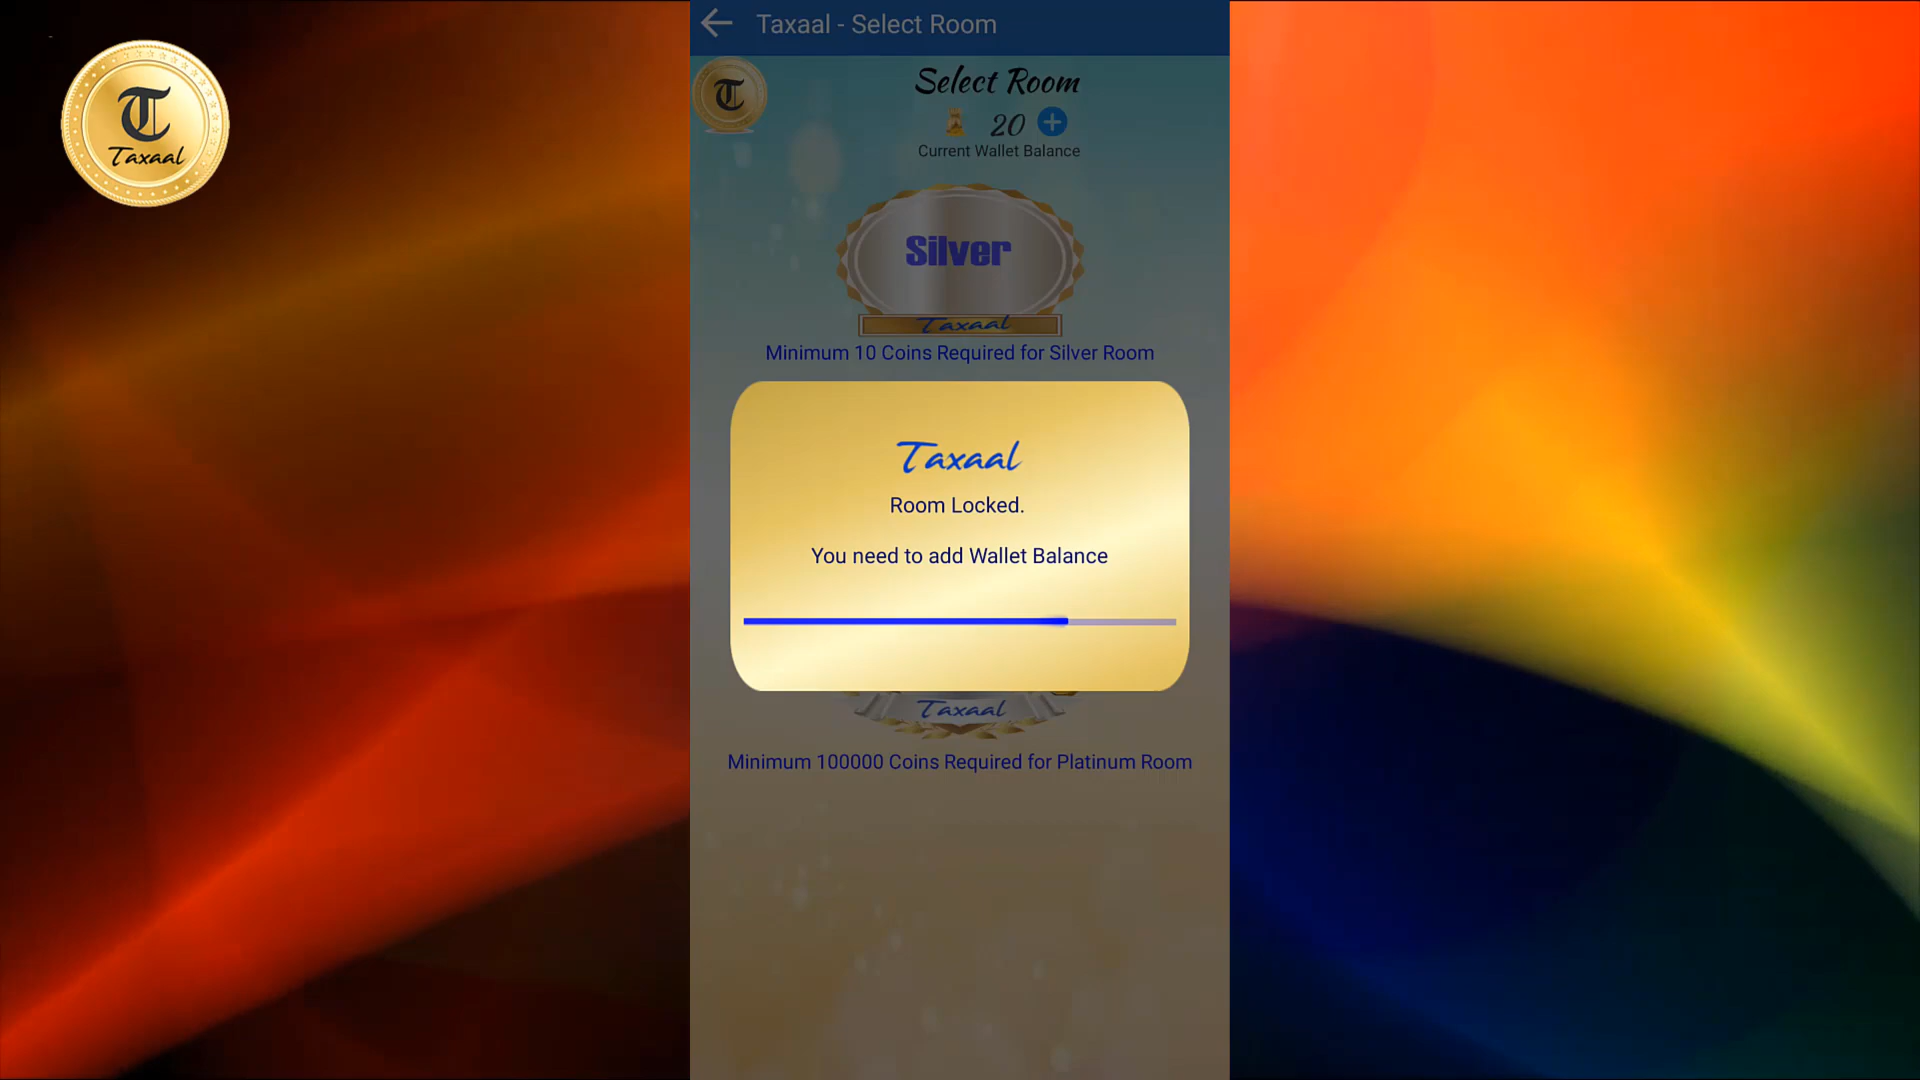 T
Taxaal
Taxaal - Select Room
T
Select Room
20
Current Wallet Balance
Silver
Taxaal
Minimum 10 Coins Required for Silver Room
Taxaal
Room Locked.
You need to add Wallet Balance
Taxaal
Minimum 100000 Coins Required for Platinum Room